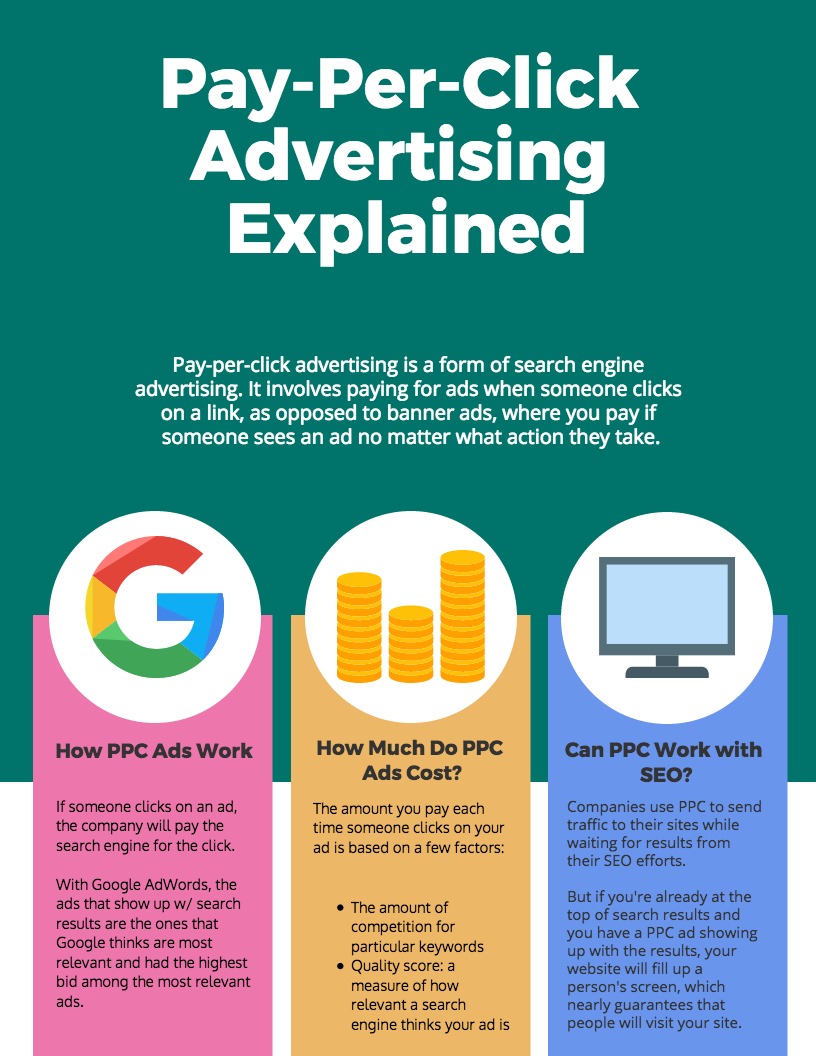 Pay-Per-Click
Advertising
Explained
Pay-per-click advertising is a form of search engine
advertising. It involves paying for ads when someone clicks
on a link, as opposed to banner ads, where you pay if
someone sees an ad no matter what action they take.
How PPC Ads Work
If someone clicks on an ad,
the company will pay the
search engine for the click.
With Google AdWords, the
ads that show up w/ search
results are the ones that
Google thinks are most
relevant and had the highest
bid among the most relevant
ads.
How Much Do PPC
Ads Cost?
The amount you pay each
time someone clicks on your
ad is based on a few factors:
• The amount of
competition for
particular keywords
• Quality score: a
measure of how
relevant a search
engine thinks your ad is
Can PPC Work with
SEO?
Companies use PPC to send
traffic to their sites while
waiting for results from
their SEO efforts.
But if you're already at the
top of search results and
you have a PPC ad showing
up with the results, your
website will fill up a
person's screen, which
nearly guarantees that
people will visit your site.